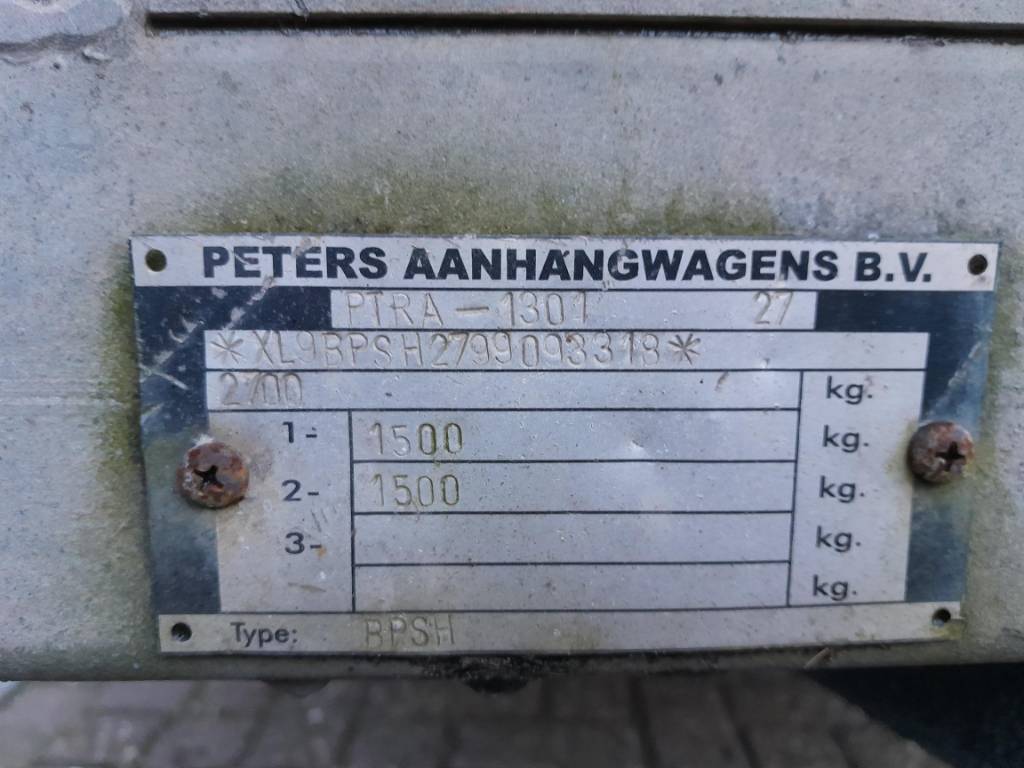 PETERS AANHANGWAGENS B.V.
PTRA-1301 27
*XL9BPSH2799093318*
2700 kg.
1- 1500 kg.
2- 1500 kg.
3- kg.
kg.
Type: BPSH